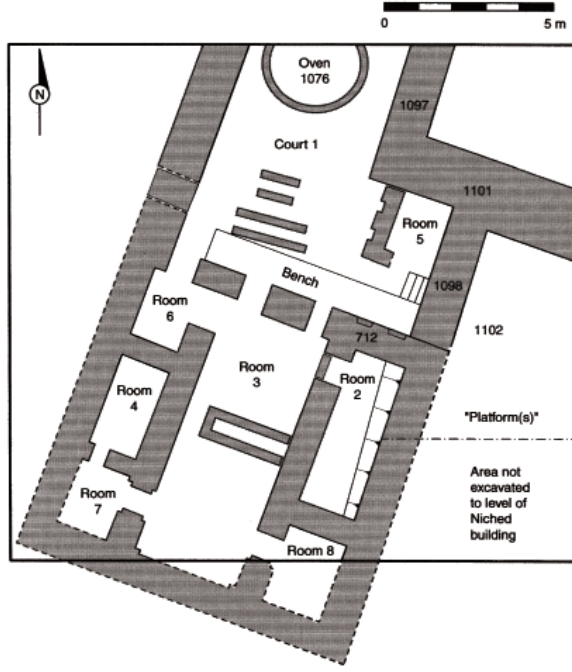 0
5 m
N
Oven
1076
1097
Court 1
1101
Room
5
Bench
1098
Room
6
712
1102
Room
3
Room
2
Room
4
"Platform(s)"
Area not
excavated
to level of
Niched
building
Room
7
Room 8